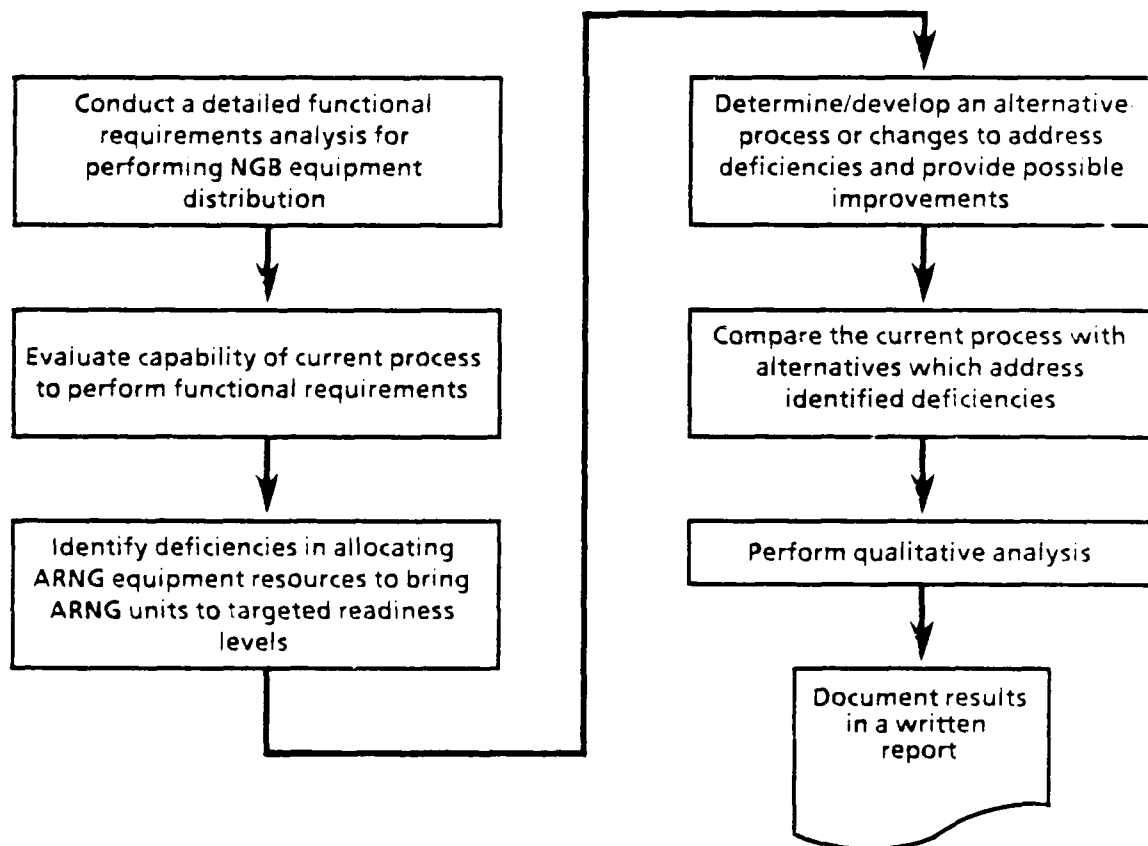 Conduct a detailed functional
requirements analysis for
performing NGB equipment
distribution
Evaluate capability of current process
to perform functional requirements
Identify deficiencies in allocating
ARNG equipment resources to bring
ARNG units to targeted readiness
levels
Determine/develop an alternative
process or changes to address
deficiencies and provide possible
improvements
Compare the current process with
alternatives which address
identified deficiencies
Perform qualitative analysis
Document results
in a written
report